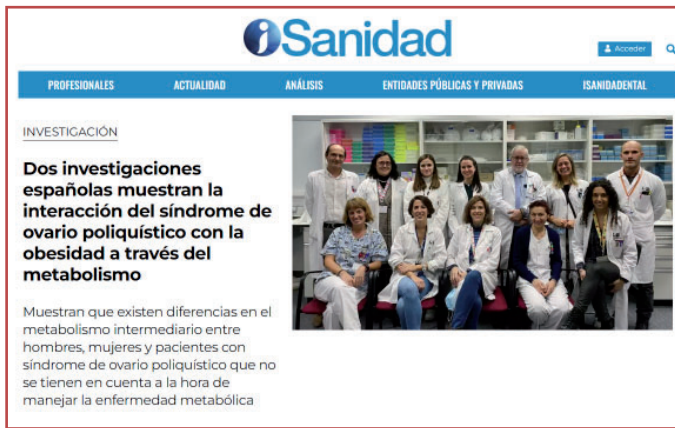 iSanidad
Acceder
PROFESIONALES
ACTUALIDAD
ANÁLISIS
ENTIDADES PÚBLICAS Y PRIVADAS
ISANIDADENTAL
INVESTIGACIÓN
Dos investigaciones
españolas muestran la
interacción del síndrome de
ovario poliquístico con la
obesidad a través del
metabolismo
Muestran que existen diferencias en el
metabolismo intermediario entre
hombres, mujeres y pacientes con
síndrome de ovario poliquístico que no
se tienen en cuenta a la hora de
manejar la enfermedad metabólica